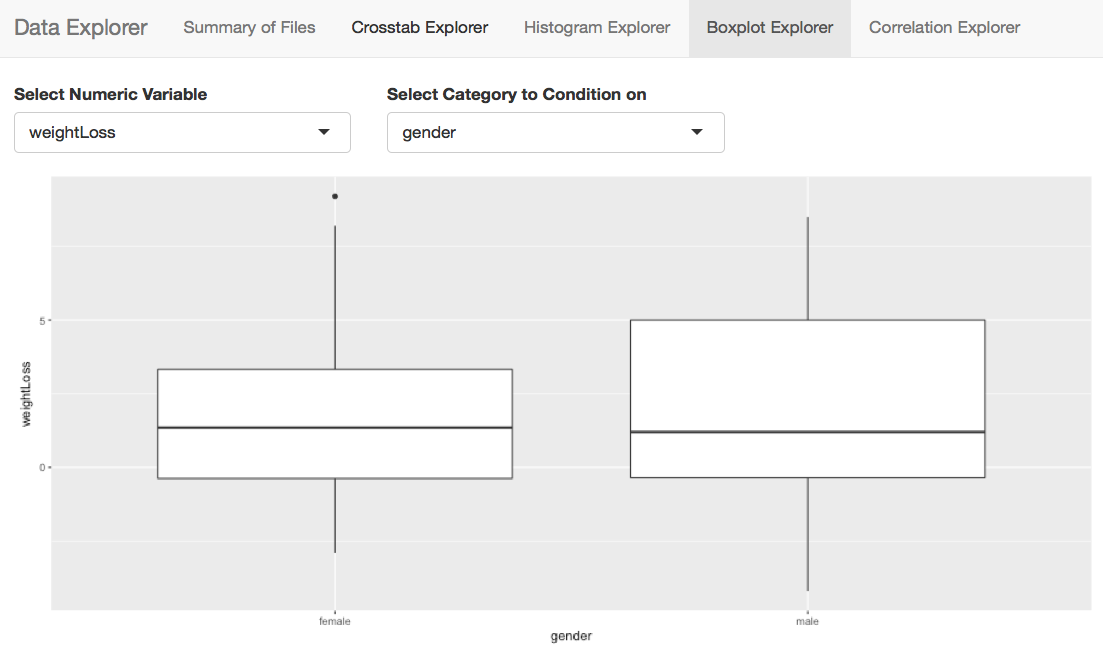 Data Explorer Summary of Files Crosstab Explorer Histogram Explorer Boxplot Explorer Correlation Explorer
Select Numeric Variable Select Category to Condition on
weightLoss gender
5
weightLoss
0
female male
gender